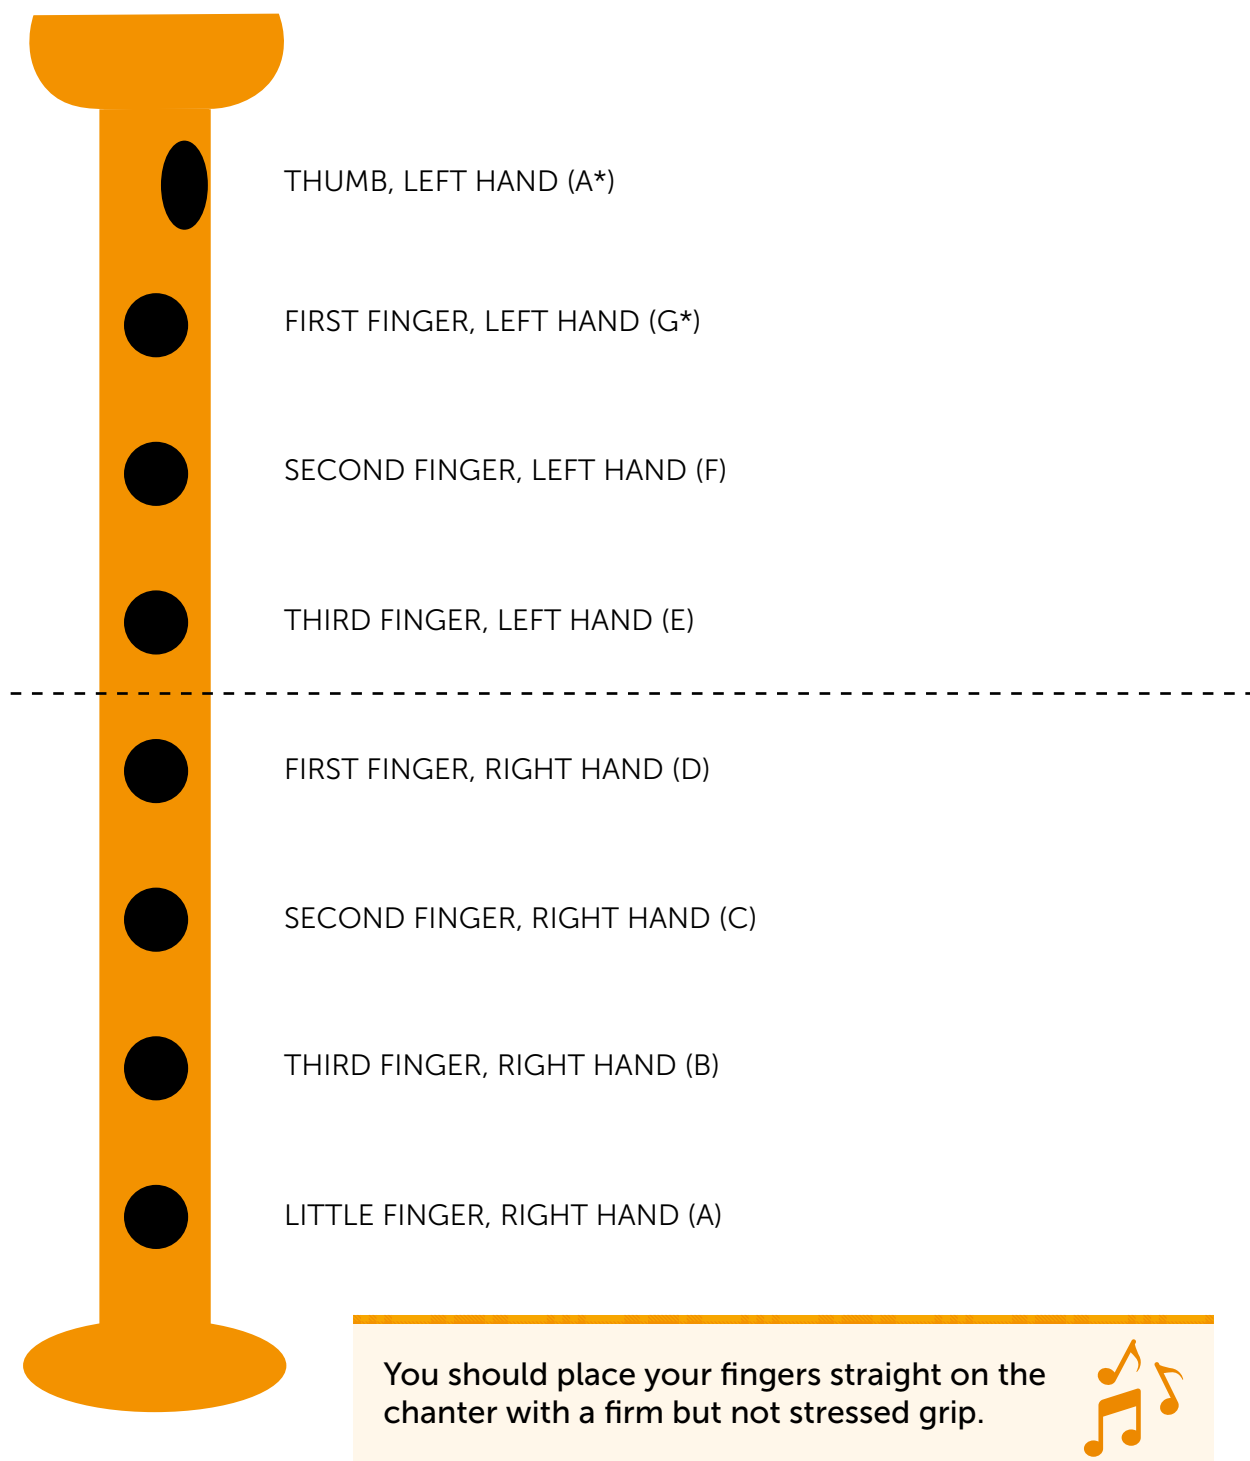 THUMB, LEFT HAND (A*)
FIRST FINGER, LEFT HAND (G*)
SECOND FINGER, LEFT HAND (F)
THIRD FINGER, LEFT HAND (E)
FIRST FINGER, RIGHT HAND (D)
SECOND FINGER, RIGHT HAND (C)
THIRD FINGER, RIGHT HAND (B)
LITTLE FINGER, RIGHT HAND (A)
You should place your fingers straight on the
chanter with a firm but not stressed grip.